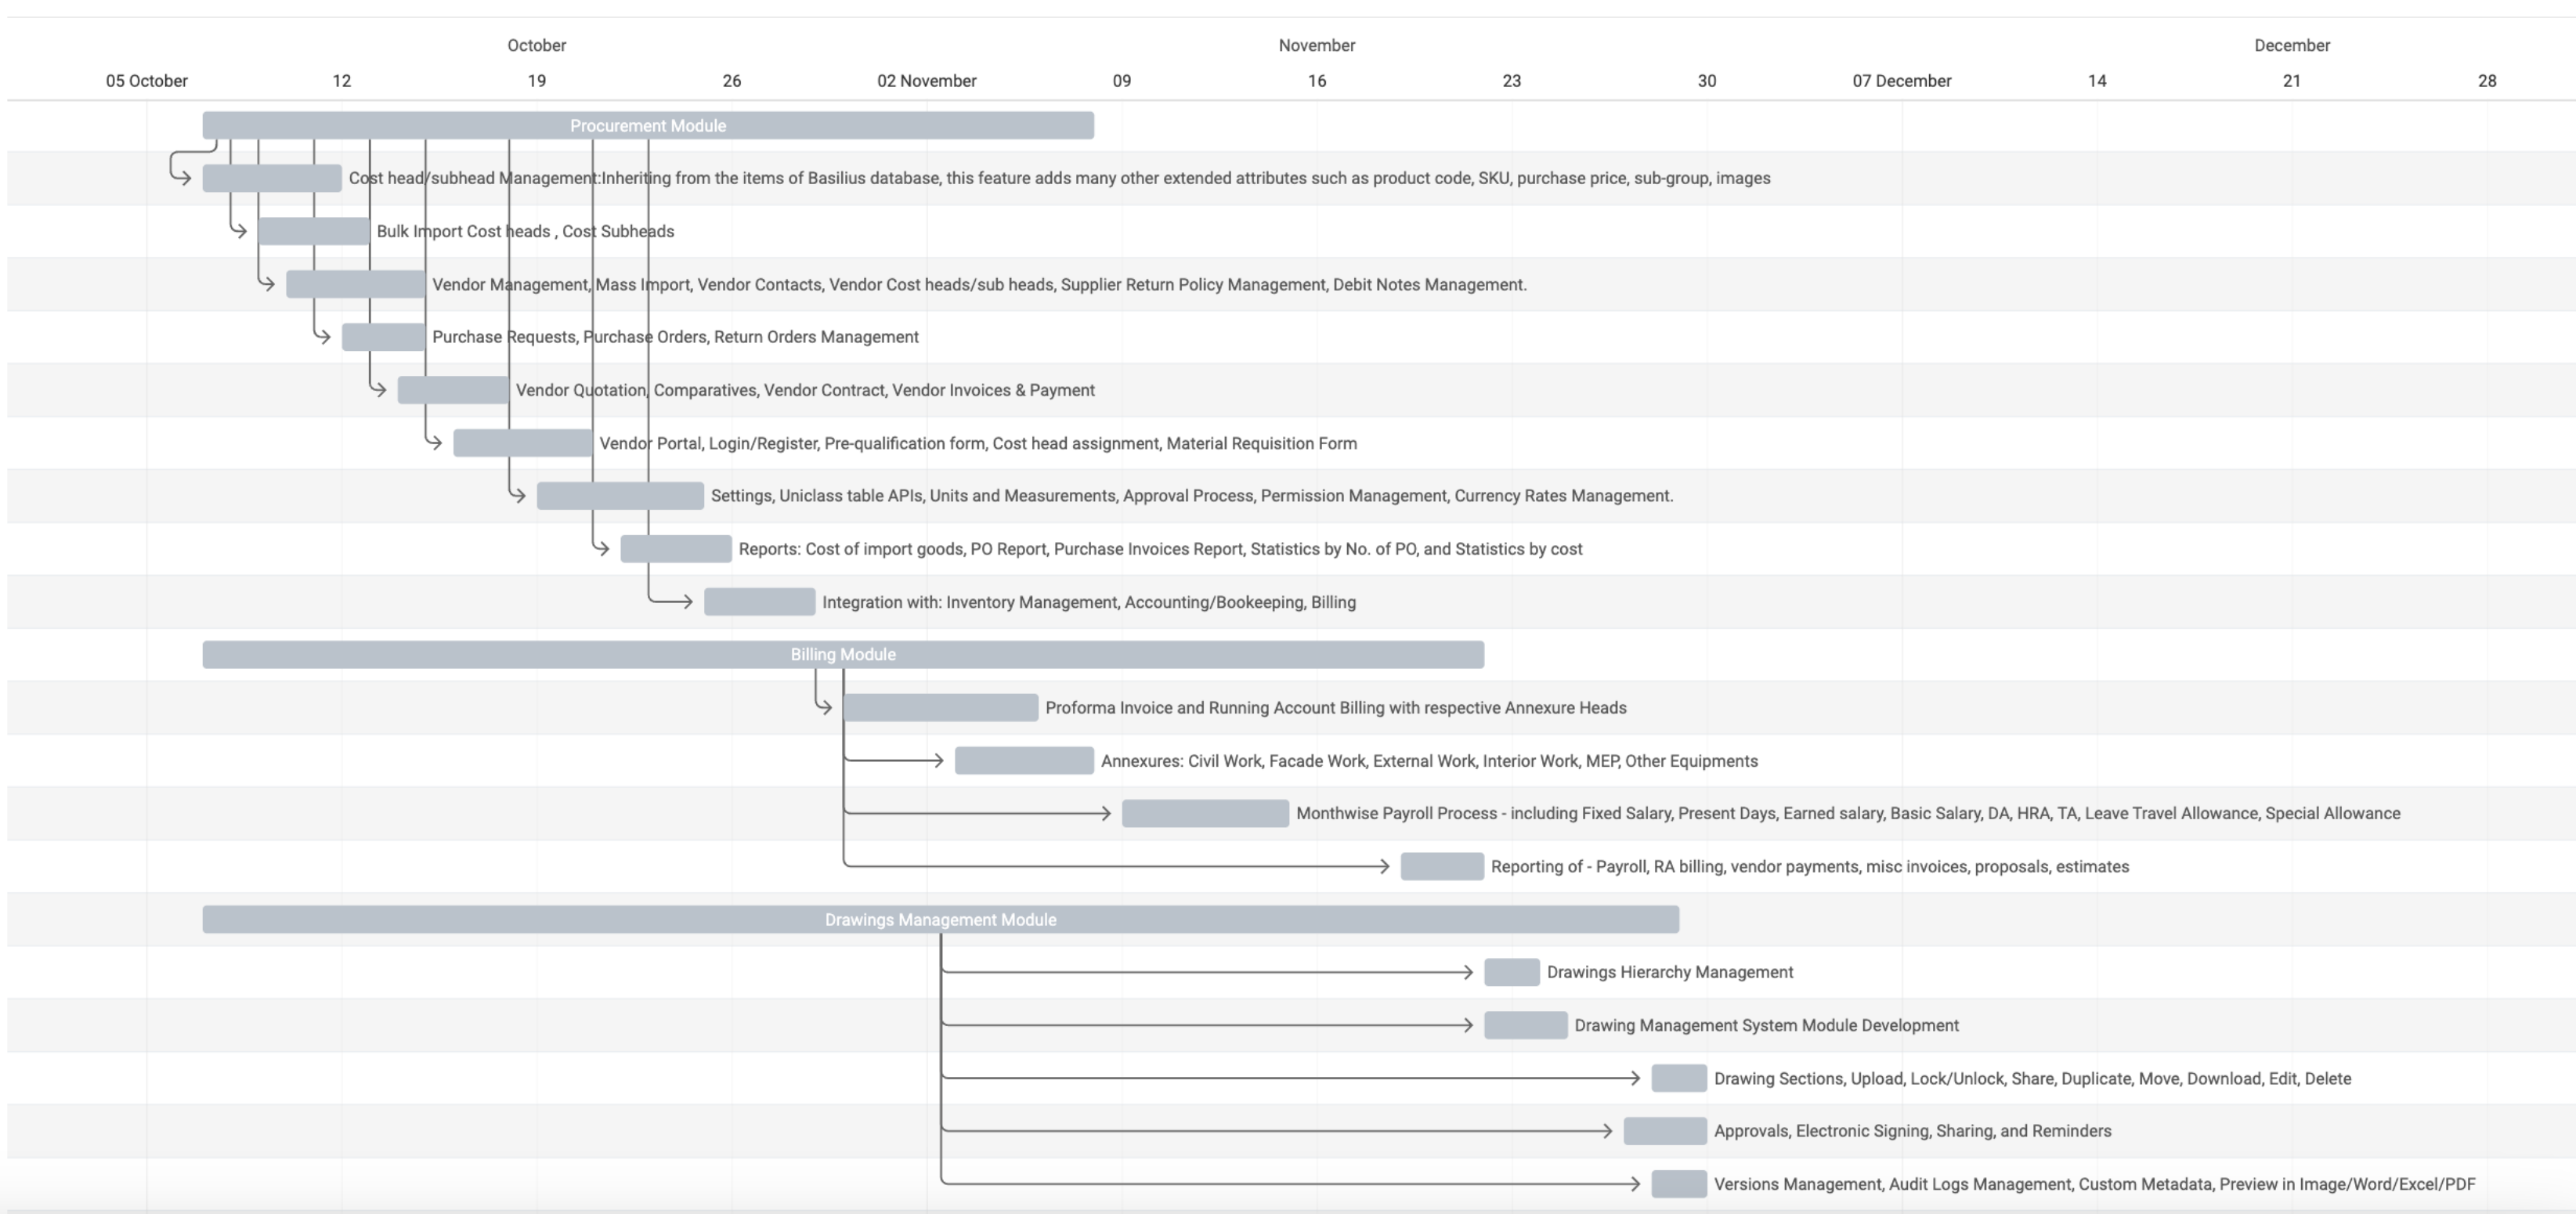 October November December
05 October 12 19 26 02 November 09 16 23 30 07 December 14 21 28
Procurement Module
Cost head/subhead Management:Inheriting from the items of Basilius database, this feature adds many other extended attributes such as product code, SKU, purchase price, sub-group, images
Bulk Import Cost heads , Cost Subheads
Vendor Management, Mass Import, Vendor Contacts, Vendor Cost heads/sub heads, Supplier Return Policy Management, Debit Notes Management.
Purchase Requests, Purchase Orders, Return Orders Management
Vendor Quotation, Comparatives, Vendor Contract, Vendor Invoices & Payment
Vendor Portal, Login/Register, Pre-qualification form, Cost head assignment, Material Requisition Form
Settings, Uniclass table APIs, Units and Measurements, Approval Process, Permission Management, Currency Rates Management.
Reports: Cost of import goods, PO Report, Purchase Invoices Report, Statistics by No. of PO, and Statistics by cost
Integration with: Inventory Management, Accounting/Bookeeping, Billing
Billing Module
Proforma Invoice and Running Account Billing with respective Annexure Heads
Annexures: Civil Work, Facade Work, External Work, Interior Work, MEP, Other Equipments
Monthwise Payroll Process - including Fixed Salary, Present Days, Earned salary, Basic Salary, DA, HRA, TA, Leave Travel Allowance, Special Allowance
Reporting of - Payroll, RA billing, vendor payments, misc invoices, proposals, estimates
Drawings Management Module
Drawings Hierarchy Management
Drawing Management System Module Development
Drawing Sections, Upload, Lock/Unlock, Share, Duplicate, Move, Download, Edit, Delete
Approvals, Electronic Signing, Sharing, and Reminders
Versions Management, Audit Logs Management, Custom Metadata, Preview in Image/Word/Excel/PDF